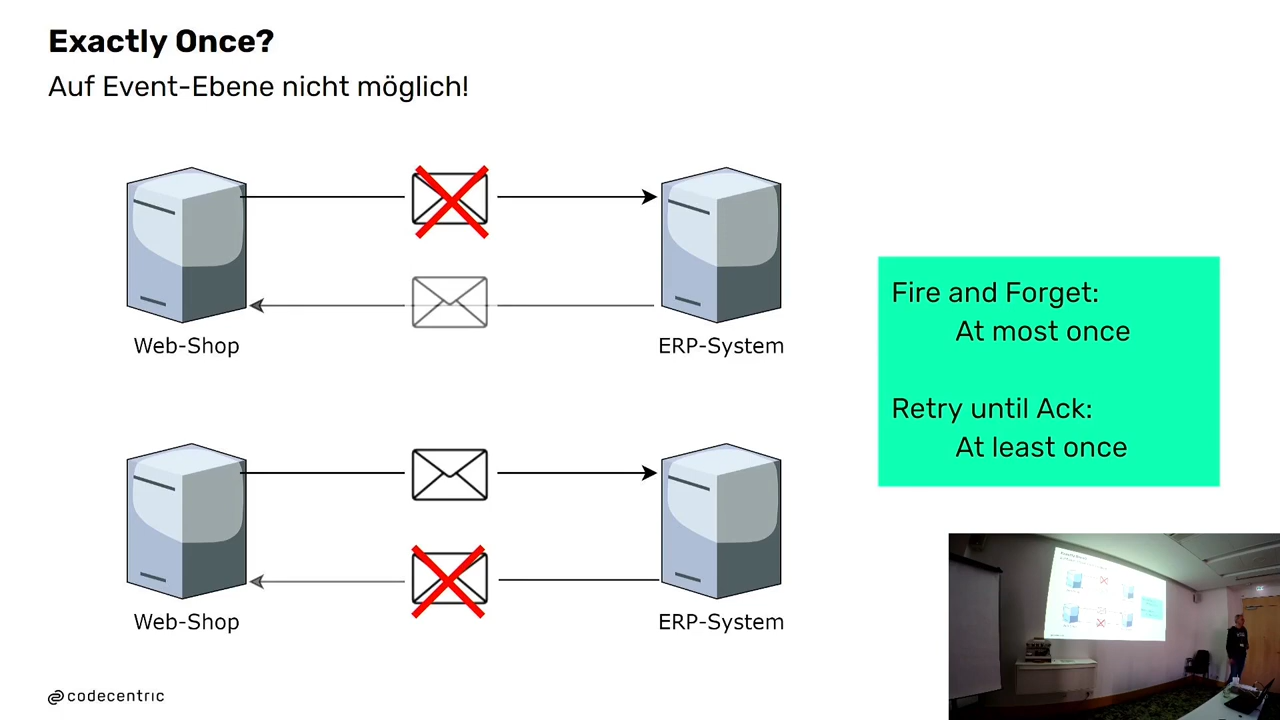 Exactly Once?
Auf Event-Ebene nicht möglich!
Web-Shop
ERP-System
Fire and Forget:
At most once
Retry until Ack:
At least once
Web-Shop
ERP-System
codecentric